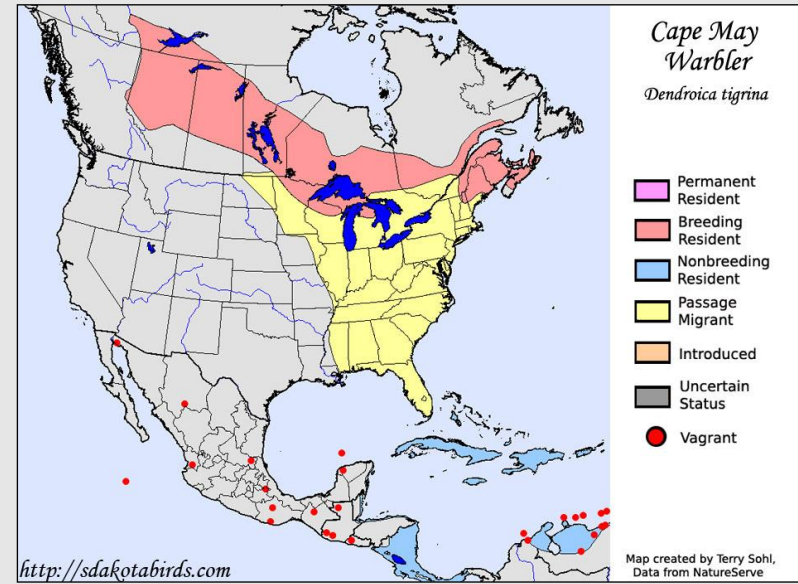 Cape May
Warbler
Dendroica tigrina
Permanent
Resident
Breeding
Resident
Nonbreeding
Resident
Passage
Migrant
Introduced
Uncertain
Status
Vagrant
http://sdakotabirds.com
Map created by Terry Sohl,
Data from NatureServe